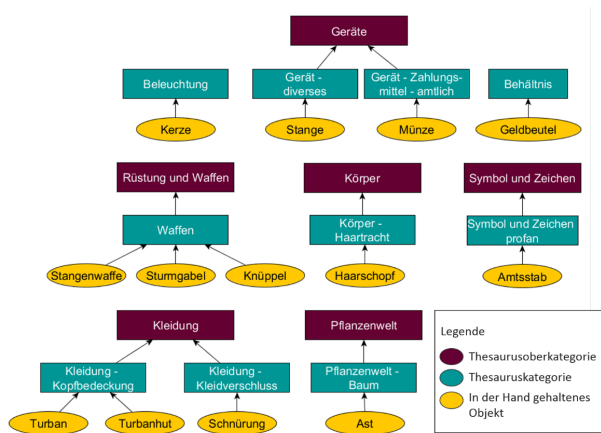 Geräte
Beleuchtung
Gerät -
diverses
Gerät - Zahlungs-
mittel - amtlich
Behältnis
Kerze
Stange
Münze
Geldbeutel
Rüstung und Waffen
Körper
Symbol und Zeichen
Waffen
Körper -
Haartracht
Symbol und Zeichen
profan
Stangenwaffe
Sturmgabel
Knüppel
Haarschopf
Amtsstab
Kleidung
Pflanzenwelt
Kleidung -
Kopfbedeckung
Kleidung -
Kleidverschluss
Pflanzenwelt -
Baum
Turban
Turbanhut
Schnürung
Ast
Legende
Thesaurusoberkategorie
Thesauruskategorie
In der Hand gehaltenes
Objekt